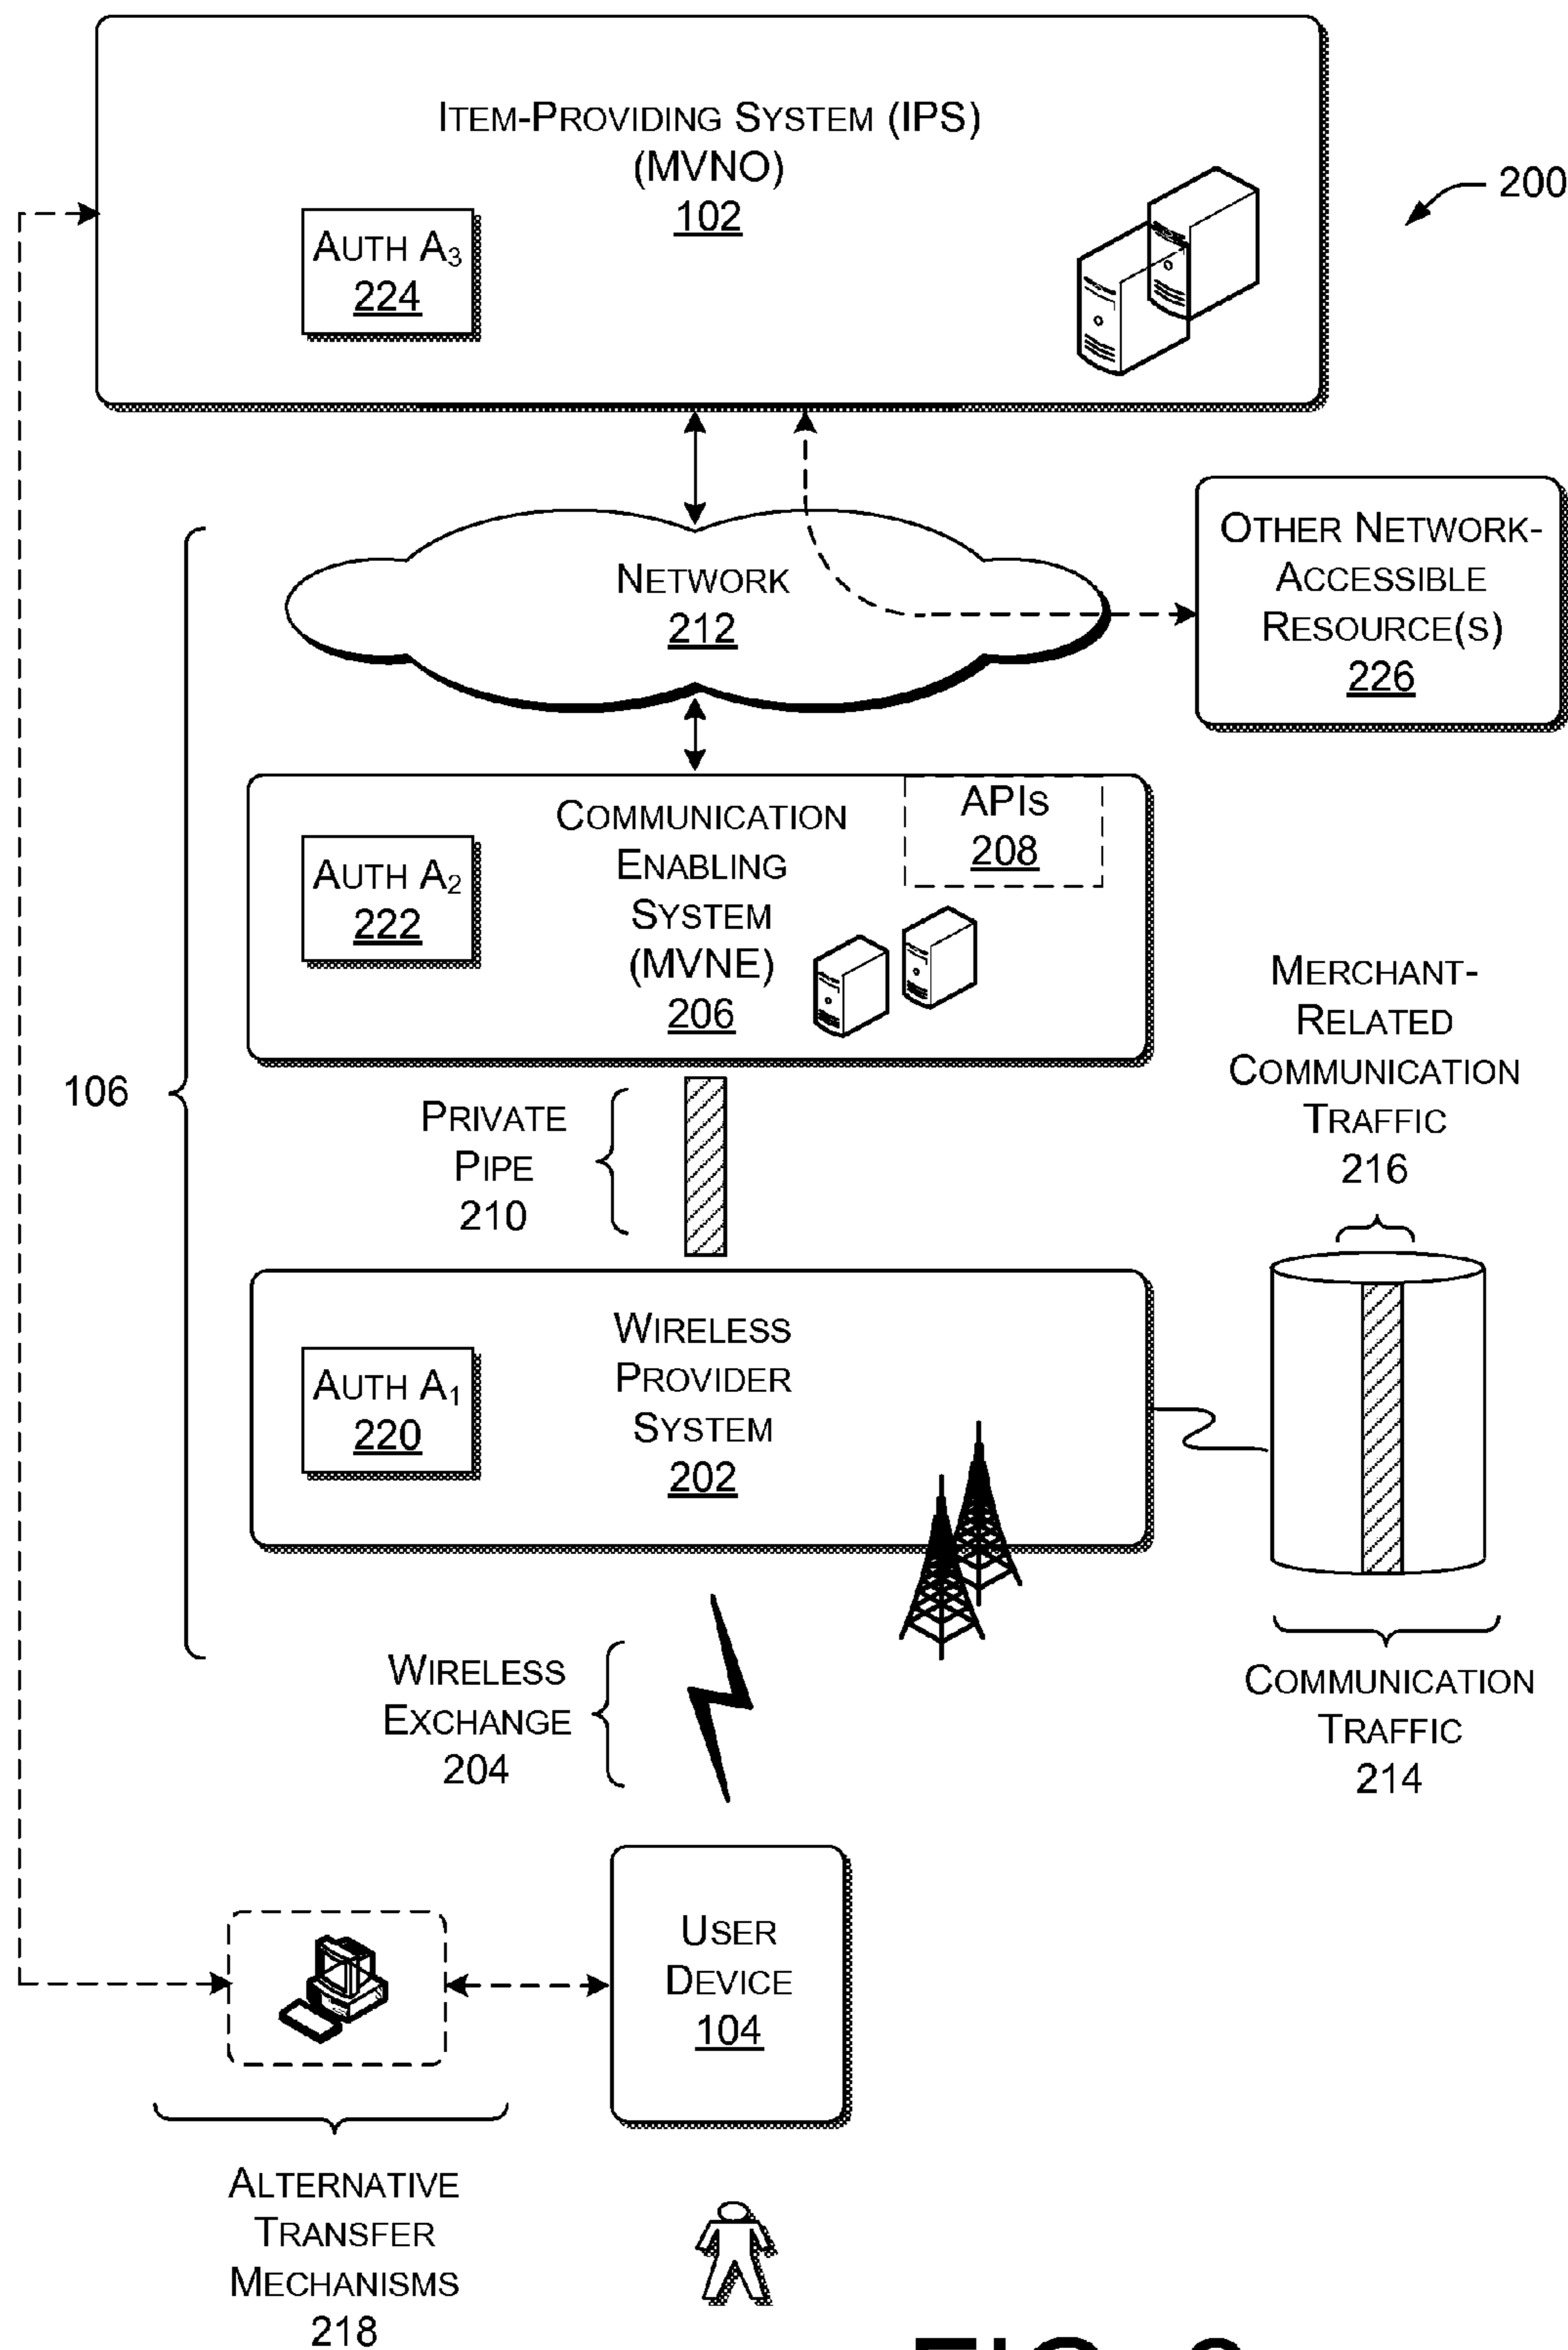 ITEM-PROVIDING SYSTEM (IPS)
(MVNO)
102
200
AUTH A3
224
NETWORK
212
OTHER NETWORK-
ACCESSIBLE
RESOURCE(S)
226
COMMUNICATION
ENABLING
SYSTEM
(MVNE)
206
APIS
208
AUTH A2
222
106
PRIVATE
PIPE
210
MERCHANT-
RELATED
COMMUNICATION
TRAFFIC
216
WIRELESS
PROVIDER
SYSTEM
202
AUTH A1
220
WIRELESS
EXCHANGE
204
COMMUNICATION
TRAFFIC
214
USER
DEVICE
104
ALTERNATIVE
TRANSFER
MECHANISMS
218